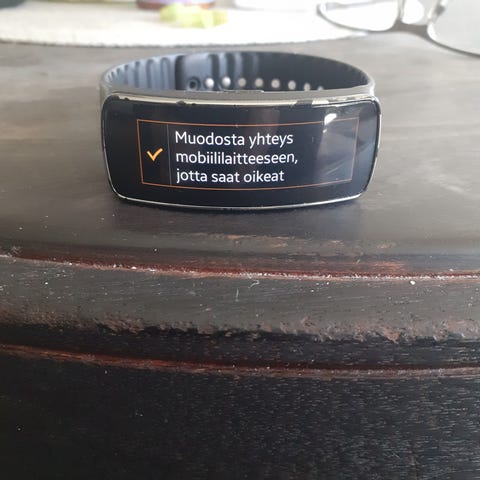 Muodosta yhteys
mobiililaitteeseen,
jotta saat oikeat